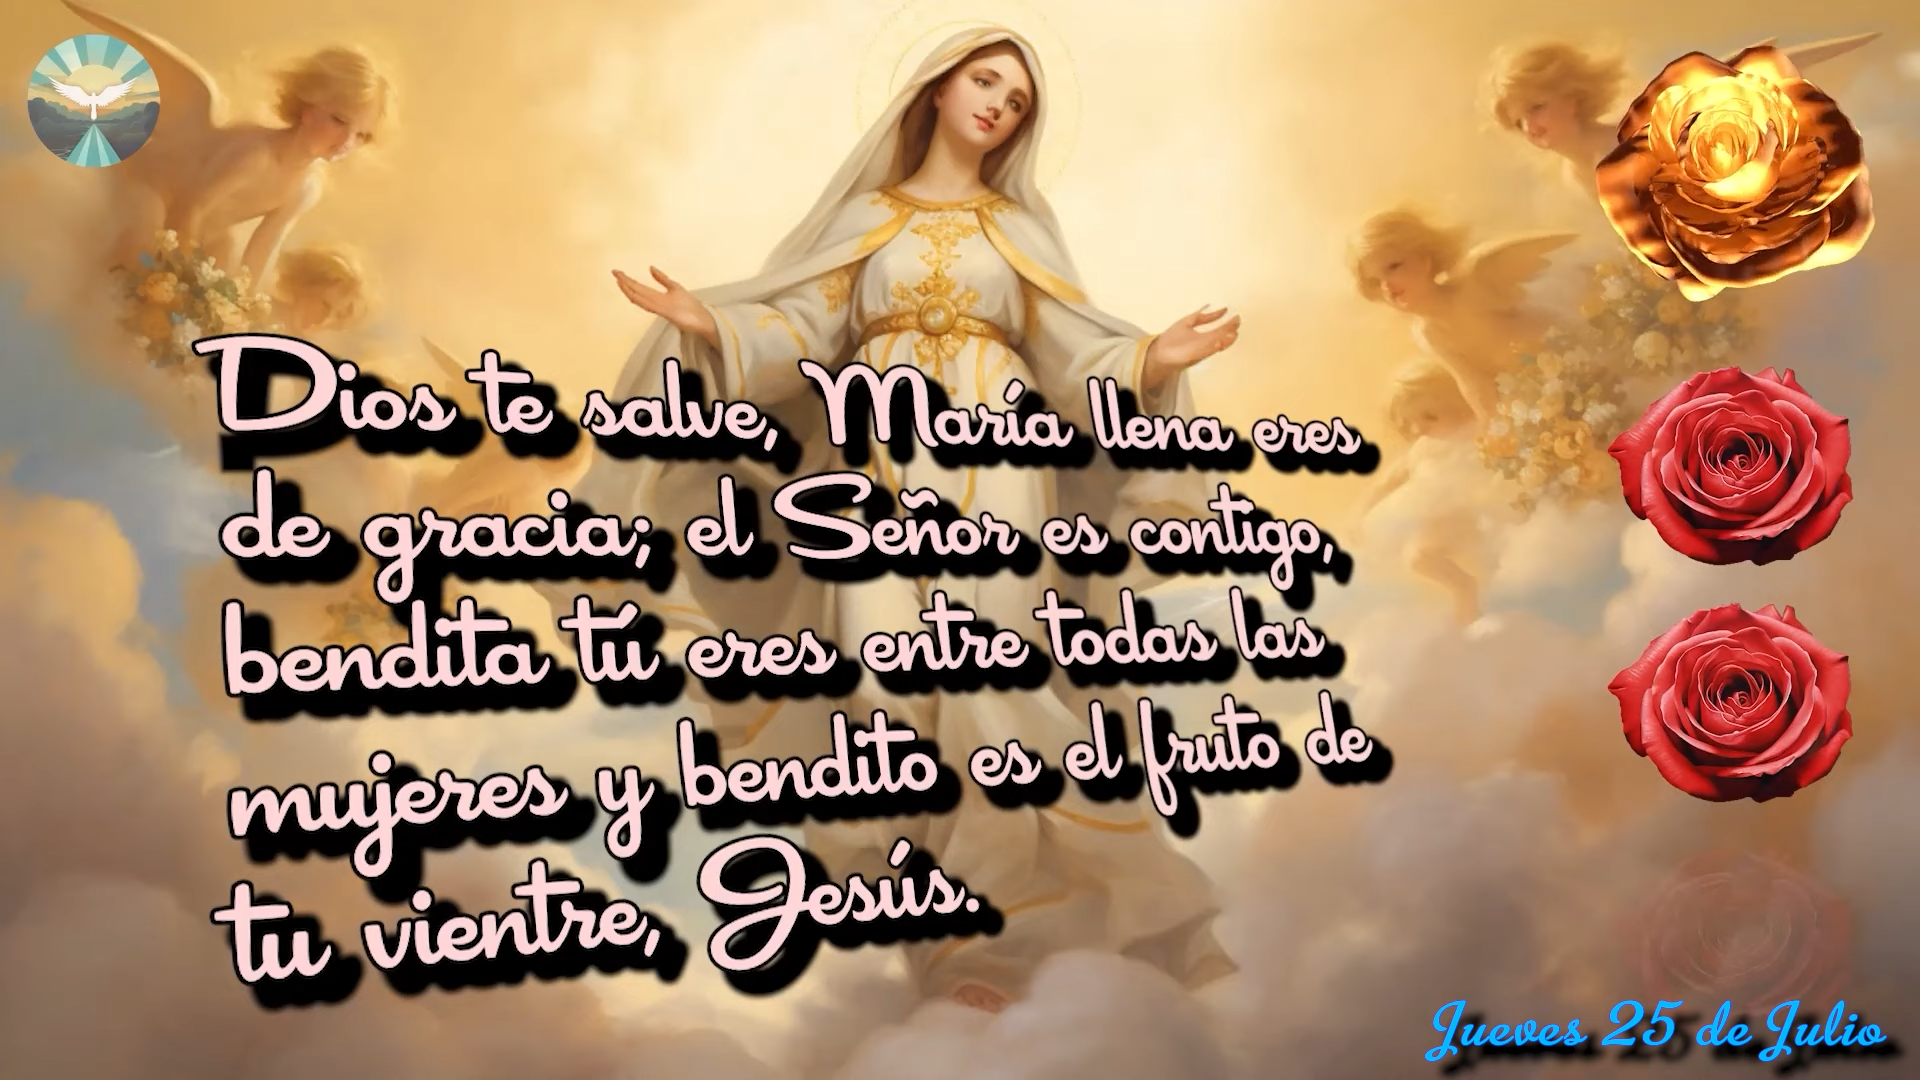 Dios te salve, María llena eres
de gracia; el Señor es contigo,
bendita tú eres entre todas las
mujeres y bendito es el fruto de
tu vientre, Jesús.
Jueves 25 de Julio